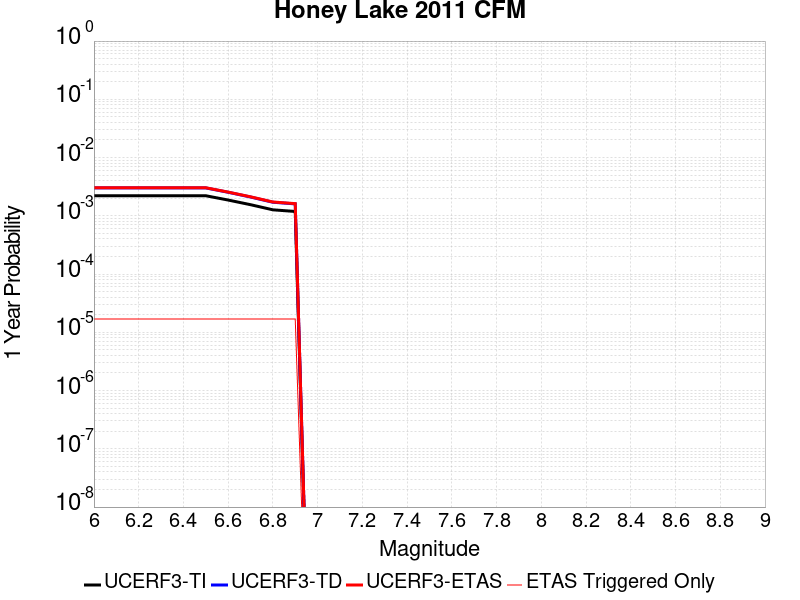 Honey Lake 2011 CFM
10^0
10^-1
10^-2
10^-3
10^-4
10^-5
10^-6
10^-7
10^-8
1 Year Probability
6 6.2 6.4 6.6 6.8 7 7.2 7.4 7.6 7.8 8 8.2 8.4 8.6 8.8 9
Magnitude
UCERF3-TI UCERF3-TD UCERF3-ETAS ETAS Triggered Only